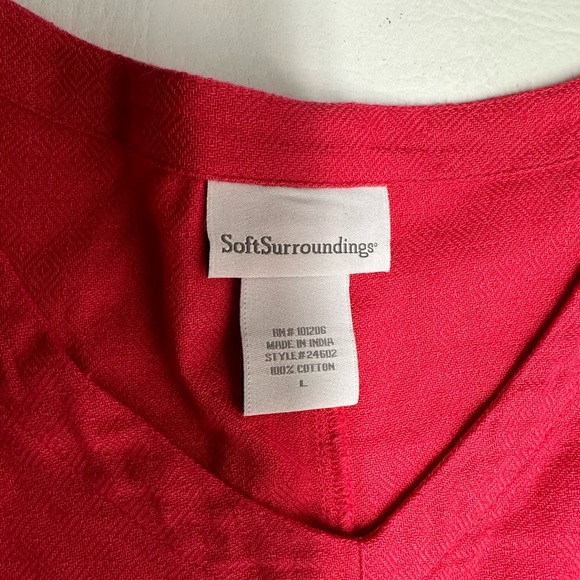 SoftSurroundings®
RN# 101206
MADE IN INDIA
STYLE# 24602
100% COTTON
L